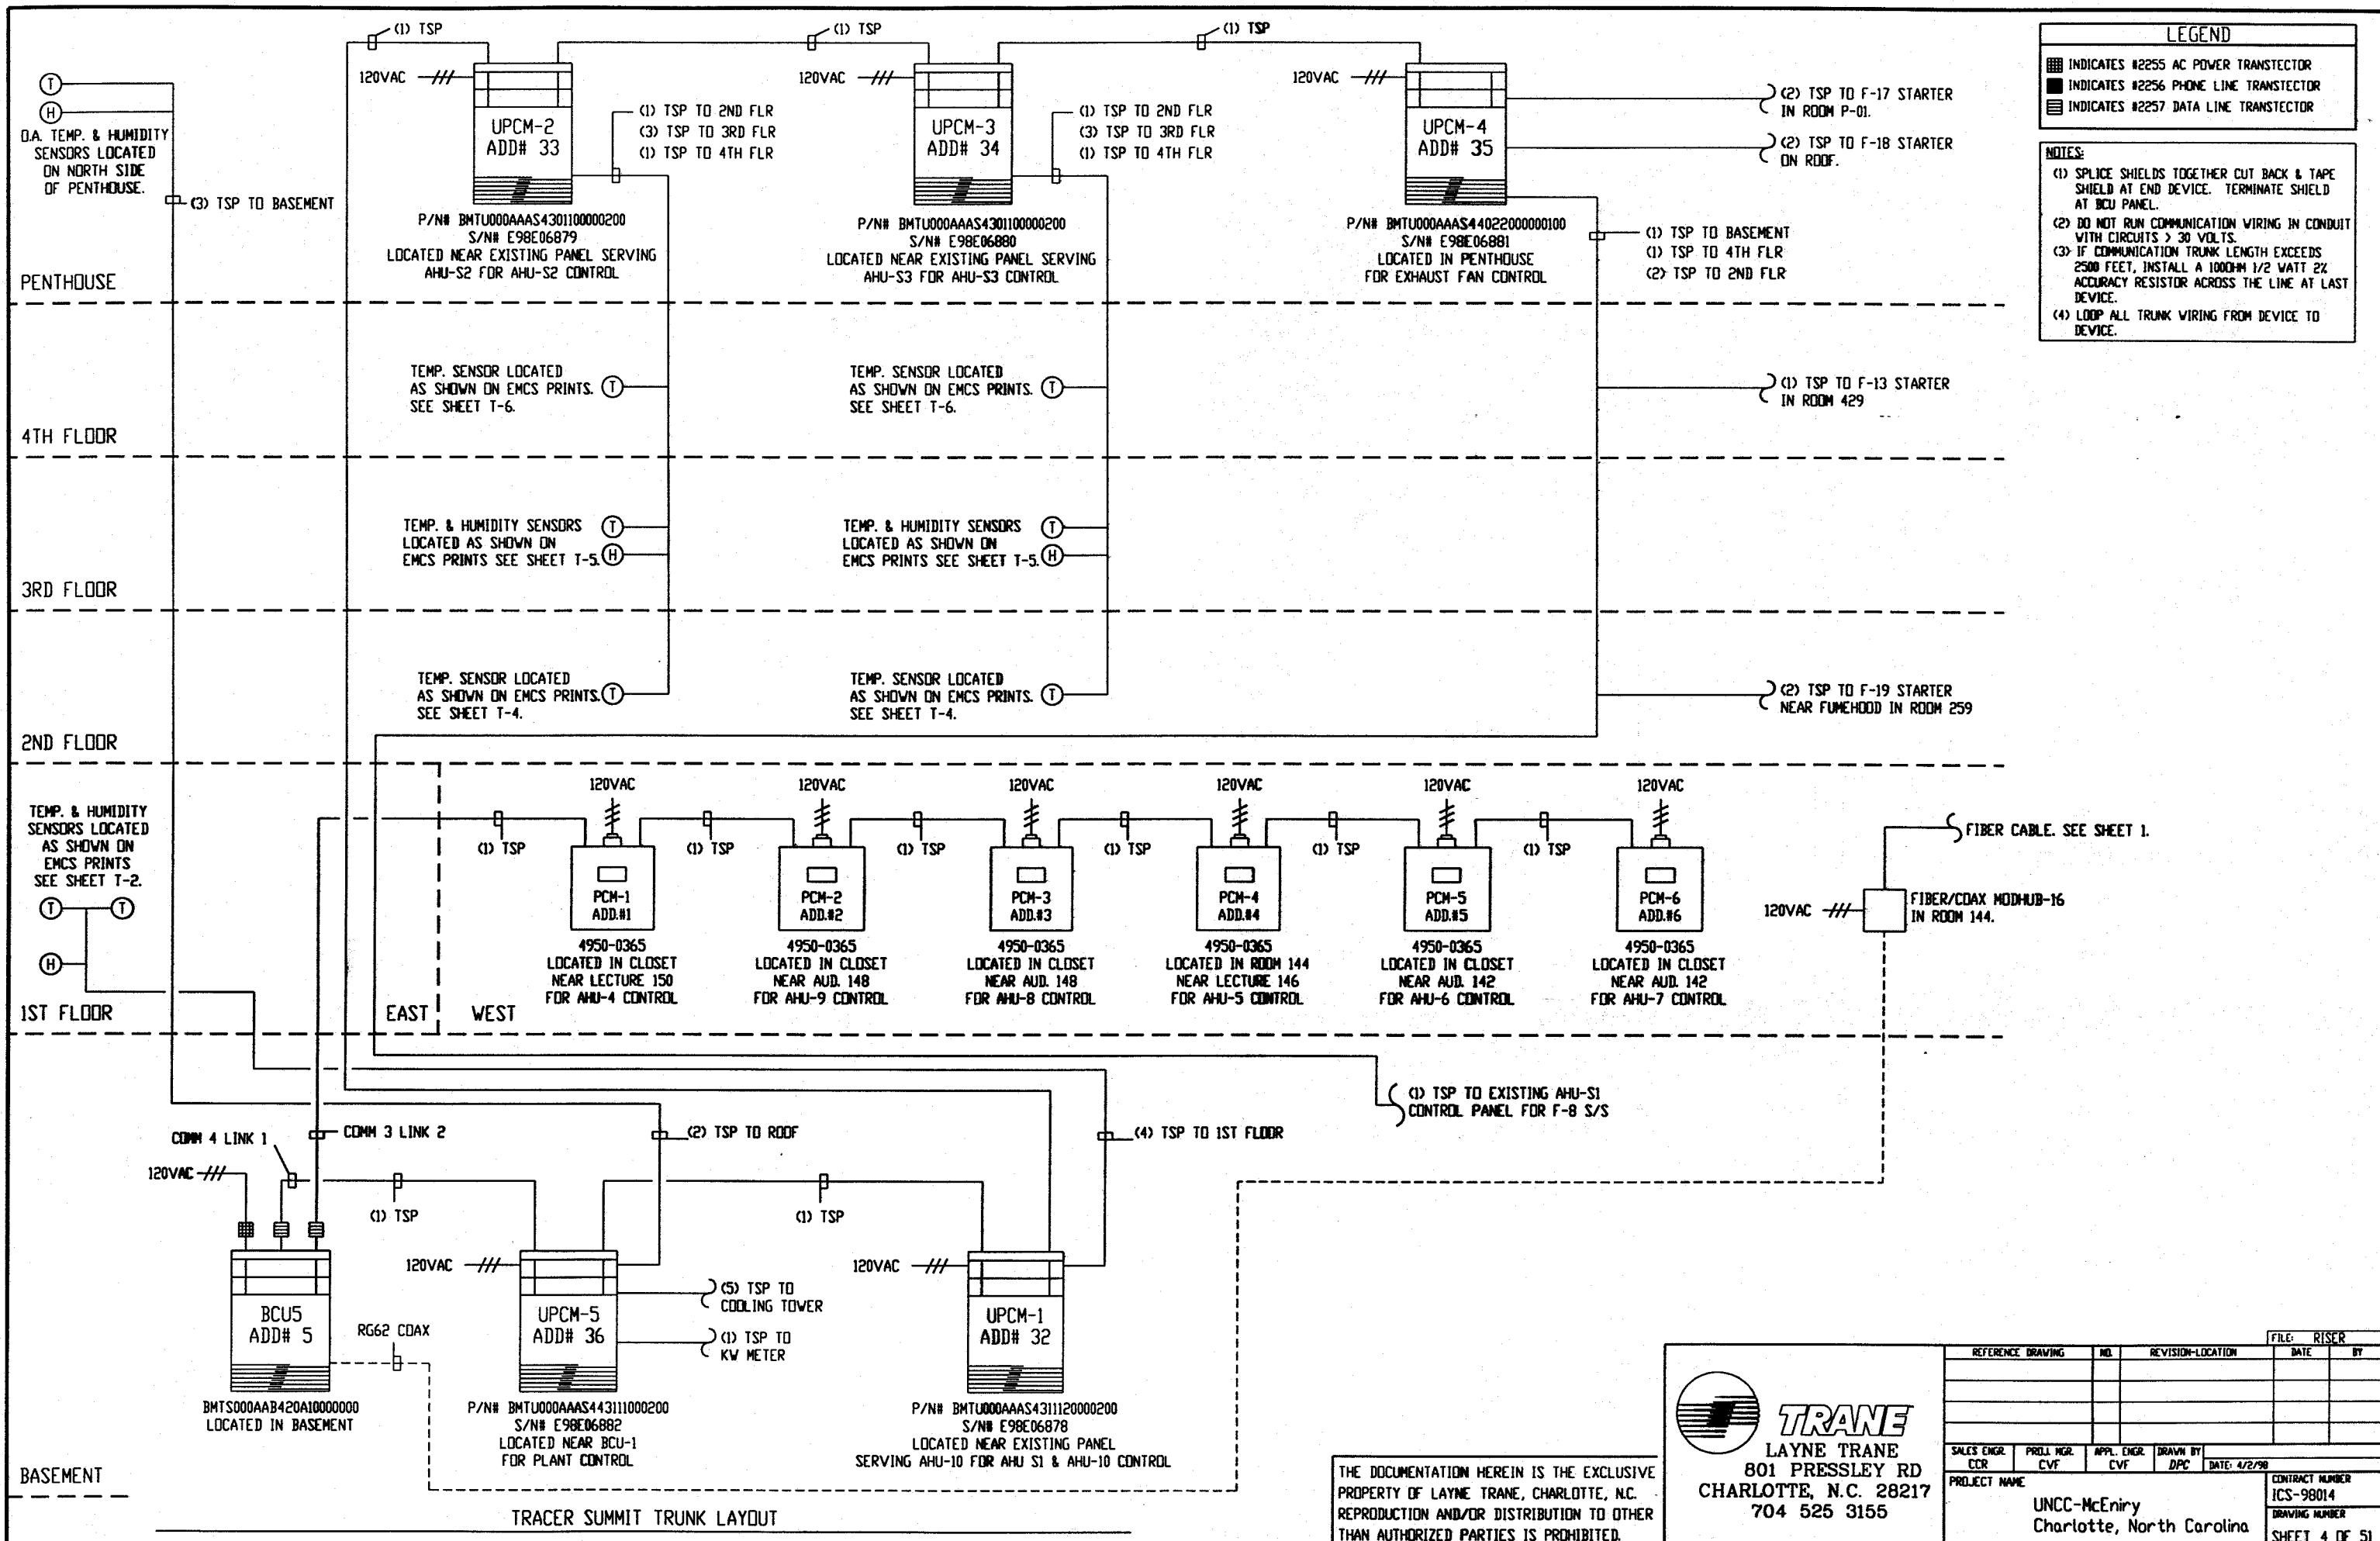 (1) TSP
(1) TSP
(1) TSP
T
H
O.A. TEMP. & HUMIDITY
SENSORS LOCATED
ON NORTH SIDE
OF PENTHOUSE.
(3) TSP TO BASEMENT
120VAC
UPCM-2
ADD# 33
(1) TSP TO 2ND FLR
(3) TSP TO 3RD FLR
(1) TSP TO 4TH FLR
P/N# BMTU000AAAS4301100000200
S/N# E98E06879
LOCATED NEAR EXISTING PANEL SERVING
AHU-S2 FOR AHU-S2 CONTROL
120VAC
UPCM-3
ADD# 34
(1) TSP TO 2ND FLR
(3) TSP TO 3RD FLR
(1) TSP TO 4TH FLR
P/N# BMTU000AAAS4301100000200
S/N# E98E06880
LOCATED NEAR EXISTING PANEL SERVING
AHU-S3 FOR AHU-S3 CONTROL
120VAC
UPCM-4
ADD# 35
P/N# BMTU000AAAS44022000000100
S/N# E98E06881
LOCATED IN PENTHOUSE
FOR EXHAUST FAN CONTROL
(2) TSP TO F-17 STARTER
IN ROOM P-01.
(2) TSP TO F-18 STARTER
ON ROOF.
(1) TSP TO BASEMENT
(1) TSP TO 4TH FLR
(2) TSP TO 2ND FLR
LEGEND
INDICATES #2255 AC POWER TRANSTECTOR
INDICATES #2256 PHONE LINE TRANSTECTOR
INDICATES #2257 DATA LINE TRANSTECTOR
NOTES:
(1) SPLICE SHIELDS TOGETHER CUT BACK & TAPE
SHIELD AT END DEVICE. TERMINATE SHIELD
AT BCU PANEL.
(2) DO NOT RUN COMMUNICATION WIRING IN CONDUIT
WITH CIRCUITS > 30 VOLTS.
(3) IF COMMUNICATION TRUNK LENGTH EXCEEDS
2500 FEET, INSTALL A 100OHM 1/2 WATT 2%
ACCURACY RESISTOR ACROSS THE LINE AT LAST
DEVICE.
(4) LOOP ALL TRUNK WIRING FROM DEVICE TO
DEVICE.
PENTHOUSE
TEMP. SENSOR LOCATED
AS SHOWN ON EMCS PRINTS. T
SEE SHEET T-6.
TEMP. SENSOR LOCATED
AS SHOWN ON EMCS PRINTS. T
SEE SHEET T-6.
(1) TSP TO F-13 STARTER
IN ROOM 429
4TH FLOOR
TEMP. & HUMIDITY SENSORS T
LOCATED AS SHOWN ON
EMCS PRINTS SEE SHEET T-5. H
TEMP. & HUMIDITY SENSORS T
LOCATED AS SHOWN ON
EMCS PRINTS SEE SHEET T-5. H
3RD FLOOR
TEMP. SENSOR LOCATED
AS SHOWN ON EMCS PRINTS. T
SEE SHEET T-4.
TEMP. SENSOR LOCATED
AS SHOWN ON EMCS PRINTS. T
SEE SHEET T-4.
(2) TSP TO F-19 STARTER
NEAR FUMEHOOD IN ROOM 259
2ND FLOOR
TEMP. & HUMIDITY
SENSORS LOCATED
AS SHOWN ON
EMCS PRINTS
SEE SHEET T-2.
T T
H
(1) TSP
120VAC
PCM-1
ADD.#1
4950-0365
LOCATED IN CLOSET
NEAR LECTURE 150
FOR AHU-4 CONTROL
(1) TSP
120VAC
PCM-2
ADD.#2
4950-0365
LOCATED IN CLOSET
NEAR AUD. 148
FOR AHU-9 CONTROL
(1) TSP
120VAC
PCM-3
ADD.#3
4950-0365
LOCATED IN CLOSET
NEAR AUD. 148
FOR AHU-8 CONTROL
(1) TSP
120VAC
PCM-4
ADD.#4
4950-0365
LOCATED IN ROOM 144
NEAR LECTURE 146
FOR AHU-5 CONTROL
(1) TSP
120VAC
PCM-5
ADD.#5
4950-0365
LOCATED IN CLOSET
NEAR AUD. 142
FOR AHU-6 CONTROL
(1) TSP
120VAC
PCM-6
ADD.#6
4950-0365
LOCATED IN CLOSET
NEAR AUD. 142
FOR AHU-7 CONTROL
FIBER CABLE. SEE SHEET 1.
120VAC
FIBER/COAX MODHUB-16
IN ROOM 144.
1ST FLOOR
EAST
WEST
(1) TSP TO EXISTING AHU-S1
CONTROL PANEL FOR F-8 S/S
COMM 4 LINK 1
COMM 3 LINK 2
(2) TSP TO ROOF
(4) TSP TO 1ST FLOOR
120VAC
(1) TSP
(1) TSP
BCU5
ADD# 5
RG62 COAX
BMTS000AAB420A10000000
LOCATED IN BASEMENT
120VAC
UPCM-5
ADD# 36
(5) TSP TO
COOLING TOWER
(1) TSP TO
KW METER
P/N# BMTU000AAAS443111000200
S/N# E98E06882
LOCATED NEAR BCU-1
FOR PLANT CONTROL
120VAC
UPCM-1
ADD# 32
P/N# BMTU000AAAS4311120000200
S/N# E98E06878
LOCATED NEAR EXISTING PANEL
SERVING AHU-10 FOR AHU S1 & AHU-10 CONTROL
BASEMENT
TRACER SUMMIT TRUNK LAYOUT
THE DOCUMENTATION HEREIN IS THE EXCLUSIVE
PROPERTY OF LAYNE TRANE, CHARLOTTE, N.C.
REPRODUCTION AND/OR DISTRIBUTION TO OTHER
THAN AUTHORIZED PARTIES IS PROHIBITED.
TRANE
LAYNE TRANE
801 PRESSLEY RD
CHARLOTTE, N.C. 28217
704 525 3155
FILE: RISER
REFERENCE DRAWING NO. REVISION-LOCATION DATE BY
SALES ENGR. PROJ. MGR. APPL. ENGR. DRAWN BY
CCR CVF CVF DPC DATE: 4/2/98
PROJECT NAME
UNCC-McEniry
Charlotte, North Carolina
CONTRACT NUMBER
ICS-98014
DRAWING NUMBER
SHEET 4 OF 51